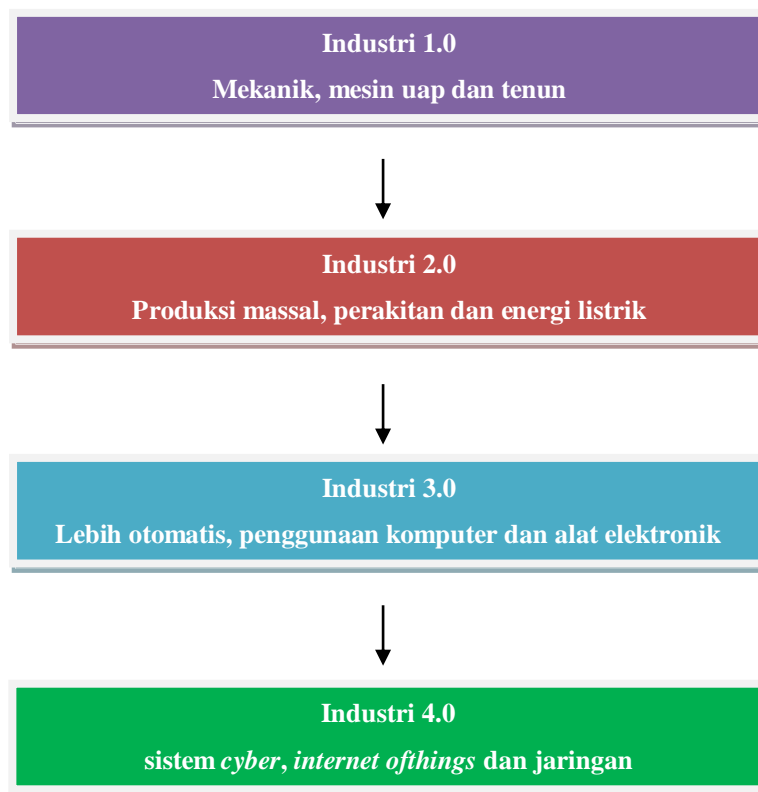 Industri 1.0
Mekanik, mesin uap dan tenun
Industri 2.0
Produksi massal, perakitan dan energi listrik
Industri 3.0
Lebih otomatis, penggunaan komputer dan alat elektronik
Industri 4.0
sistem cyber, internet ofthings dan jaringan